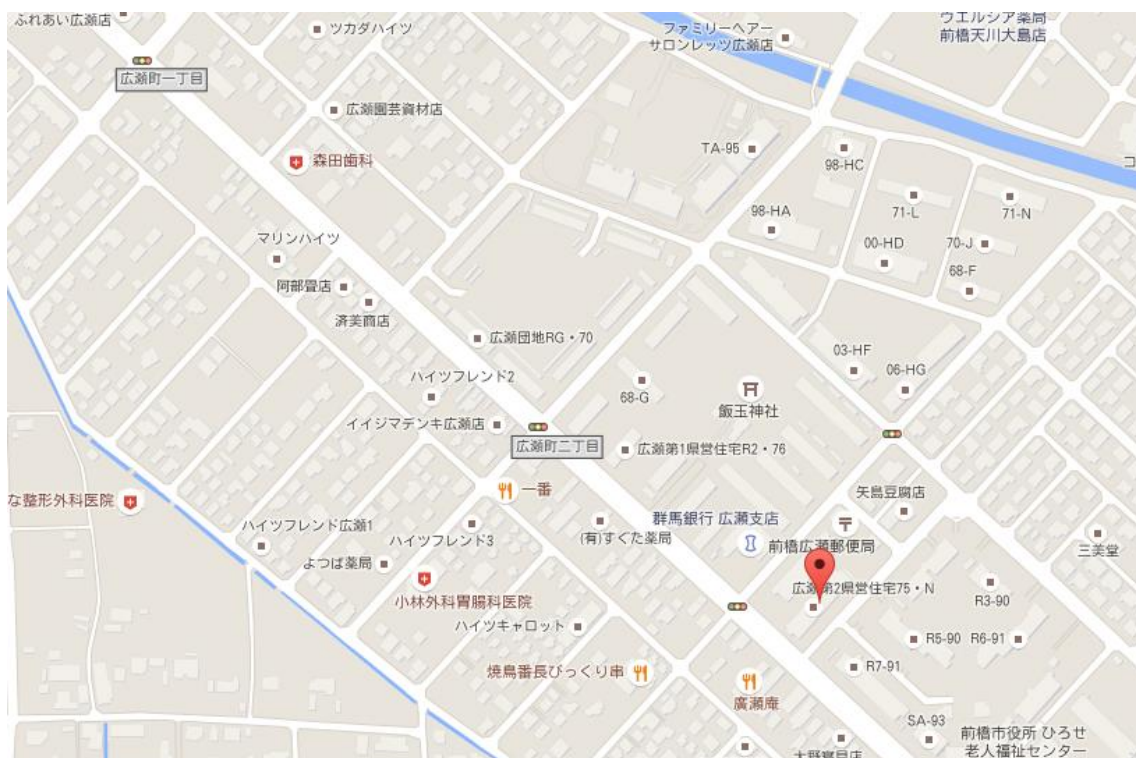 ふれあい広瀬店
ツカダハイツ
ファミリーヘアー
サロンレッツ広瀬店
ウエルシア薬局
前橋天川大島店
広瀬町一丁目
広瀬園芸資材店
森田歯科
TA-95
98-HC
コ
98-HA
71-L
71-N
マリンハイツ
00-HD
70-J
阿部畳店
68-F
済美商店
広瀬団地RG・70
03-HF
ハイツフレンド2
06-HG
68-G
飯玉神社
イイジマデンキ広瀬店
広瀬町二丁目
広瀬第1県営住宅R2・76
一番
矢島豆腐店
な整形外科医院
群馬銀行 広瀬支店
ハイツフレンド広瀬1
ハイツフレンド3
(有)すぐた薬局
前橋広瀬郵便局
三美堂
よつば薬局
小林外科胃腸科医院
広瀬第2県営住宅75・N
R3-90
ハイツキャロット
R5-90
R6-91
焼鳥番長びっくり串
R7-91
廣瀬庵
SA-93
前橋市役所 ひろせ
老人福祉センター